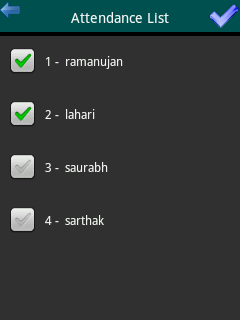 Attendance List
1 - ramanujan
2 - lahari
3 - saurabh
4 - sarthak